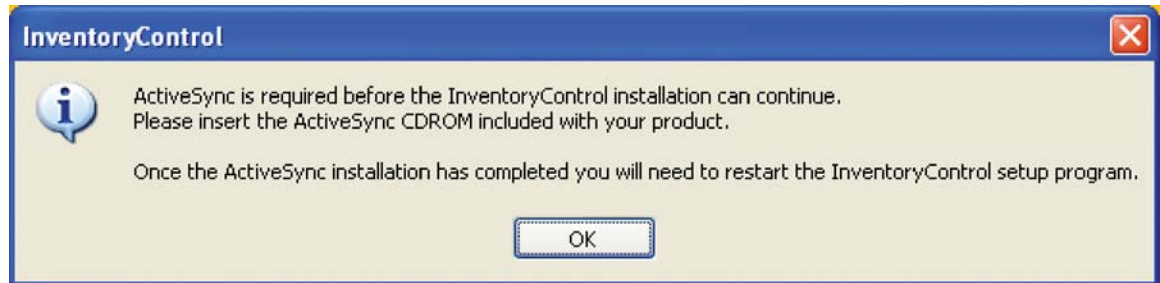 InventoryControl
ActiveSync is required before the InventoryControl installation can continue.
Please insert the ActiveSync CDROM included with your product.
Once the ActiveSync installation has completed you will need to restart the InventoryControl setup program.
OK